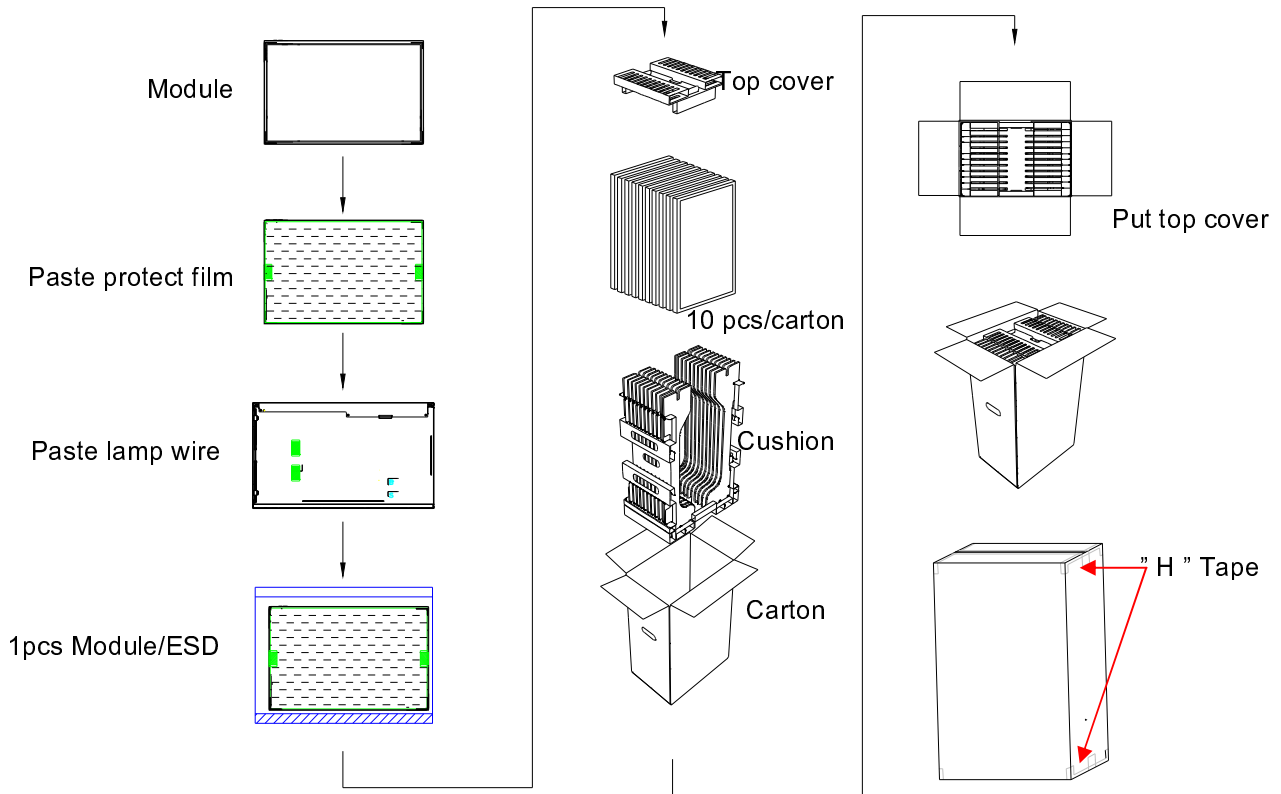 Module
Paste protect film
Paste lamp wire
1pcs Module/ESD
Top cover
10 pcs/carton
Cushion
Carton
Put top cover
” H ” Tape